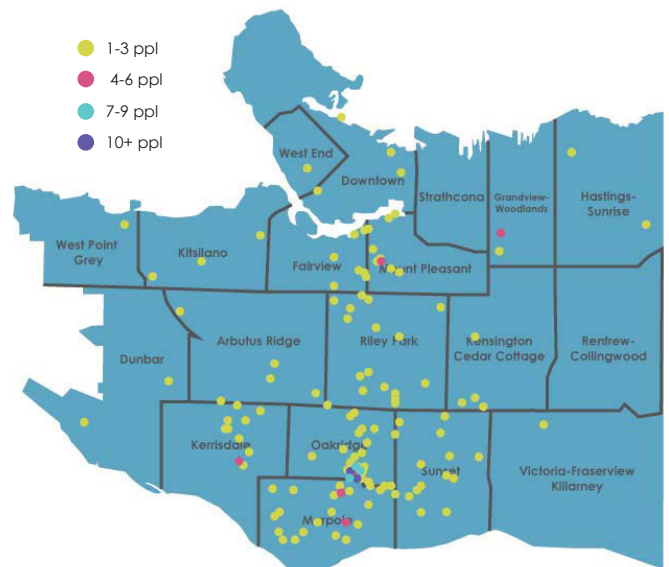 1-3 ppl
4-6 ppl
7-9 ppl
10+ ppl
West End
Downtown
Strathcona
Grandview-
Woodlands
Hastings-
Sunrise
West Point
Grey
Kitsilano
Fairview
Mount Pleasant
Dunbar
Arbutus Ridge
Riley Park
Kensington
Cedar Cottage
Renfrew-
Collingwood
Kerrisdale
Oakridge
Sunset
Victoria-Fraserview
Killarney
Marpole